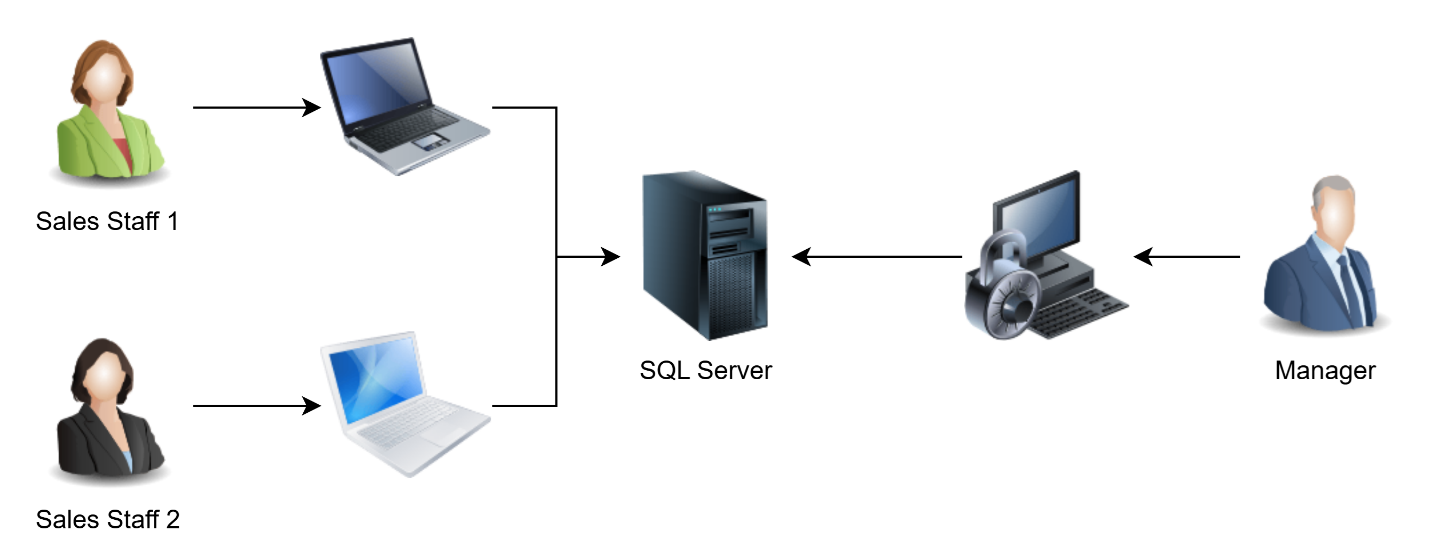 Sales Staff 1
SQL Server
Manager
Sales Staff 2